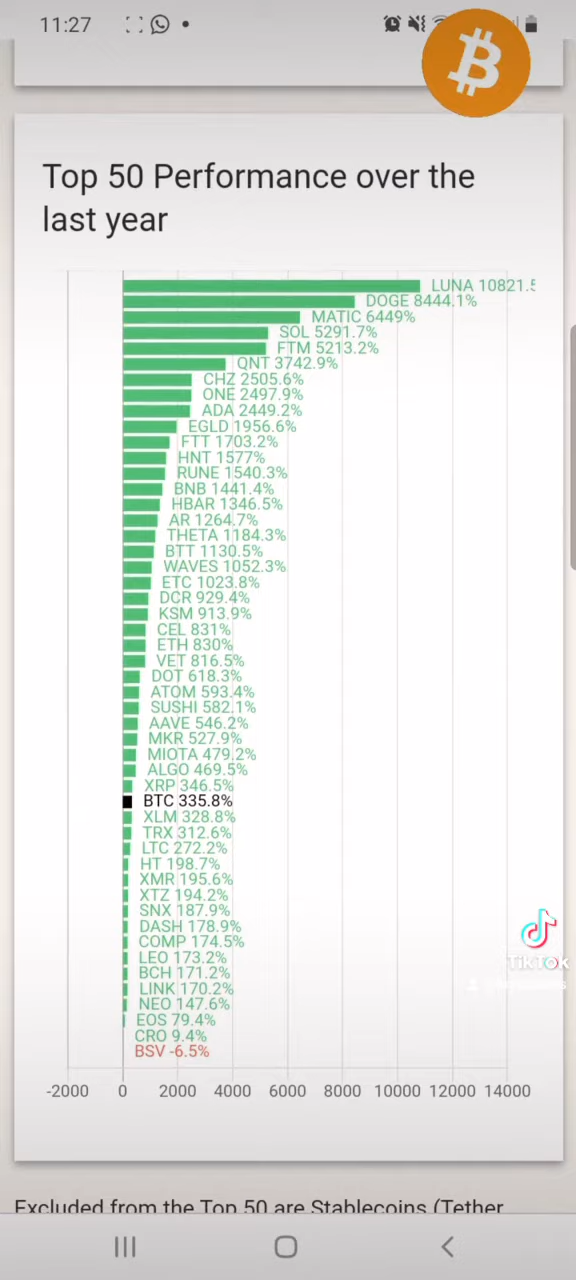 11:27
Top 50 Performance over the
last year
LUNA 10821.5
DOGE 8444.1%
MATIC 6449%
SOL 5291.7%
FTM 5213.2%
QNT 3742.9%
CHZ 2505.6%
ONE 2497.9%
ADA 2449.2%
EGLD 1956.6%
FTT 1703.2%
HNT 1577%
RUNE 1540.3%
BNB 1441.4%
HBAR 1346.5%
AR 1264.7%
THETA 1184.3%
BTT 1130.5%
WAVES 1052.3%
ETC 1023.8%
DCR 929.4%
KSM 913.9%
CEL 831%
ETH 830%
VET 816.5%
DOT 618.3%
ATOM 593.4%
SUSHI 582.1%
AAVE 546.2%
MKR 527.9%
MIOTA 479.2%
ALGO 469.5%
XRP 346.5%
BTC 335.8%
XLM 328.8%
TRX 312.6%
LTC 272.2%
HT 198.7%
XMR 195.6%
XTZ 194.2%
SNX 187.9%
DASH 178.9%
COMP 174.5%
LEO 173.2%
BCH 171.2%
LINK 170.2%
NEO 147.6%
EOS 79.4%
CRO 9.4%
BSV -6.5%
-2000 0 2000 4000 6000 8000 10000 12000 14000
TikTok
Excluded from the Top 50 are Stablecoins (Tether